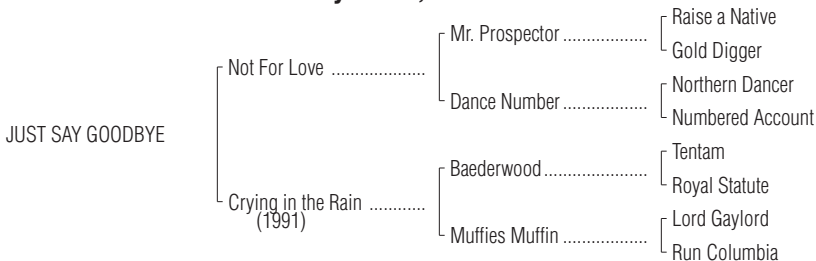 Raise a Native
Mr. Prospector ...................
Gold Digger
Not For Love ....................
Northern Dancer
Dance Number ...................
Numbered Account
JUST SAY GOODBYE
Tentam
Baederwood .......................
Royal Statute
Crying in the Rain ............
(1991)
Lord Gaylord
Muffies Muffin ...................
Run Columbia